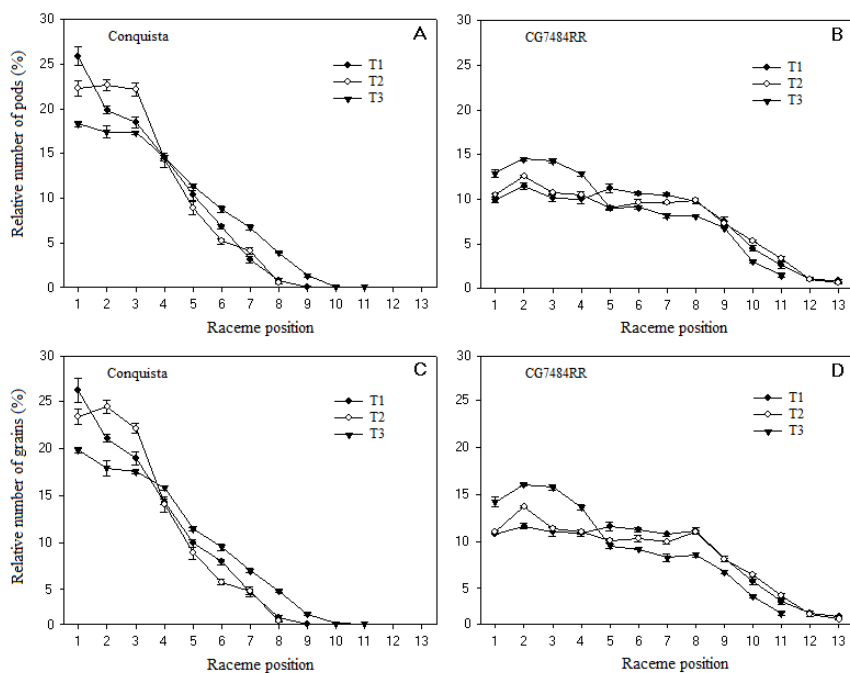 Conquista
A
T1
T2
T3
Relative number of pods (%)
30
25
20
15
10
5
0
1 2 3 4 5 6 7 8 9 10 11 12 13
Raceme position
CG7484RR
B
T1
T2
T3
30
25
20
15
10
5
0
1 2 3 4 5 6 7 8 9 10 11 12 13
Raceme position
Conquista
C
T1
T2
T3
Relative number of grains (%)
30
25
20
15
10
5
0
1 2 3 4 5 6 7 8 9 10 11 12 13
Raceme position
CG7484RR
D
T1
T2
T3
30
25
20
15
10
5
0
1 2 3 4 5 6 7 8 9 10 11 12 13
Raceme position